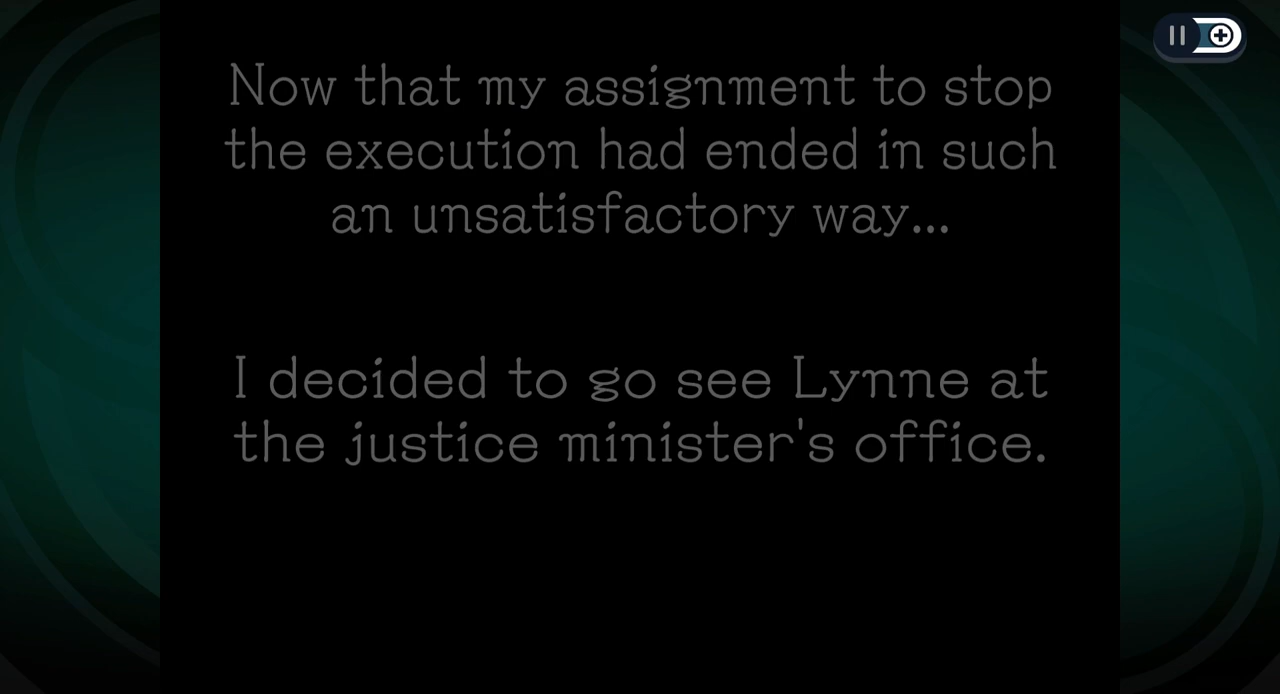 Now that my assignment to stop
the execution had ended in such
an unsatisfactory way...
I decided to go see Lynne at
the justice minister's office.